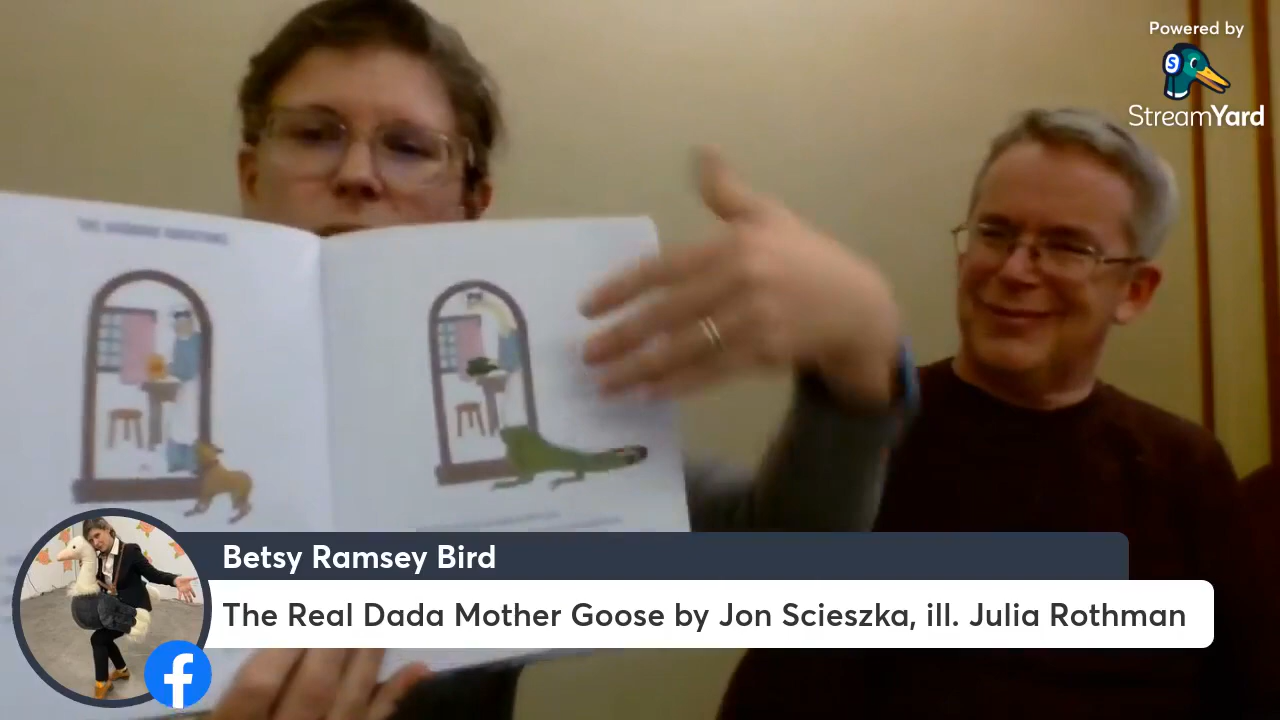 Powered by
StreamYard
Betsy Ramsey Bird
The Real Dada Mother Goose by Jon Scieszka, ill. Julia Rothman